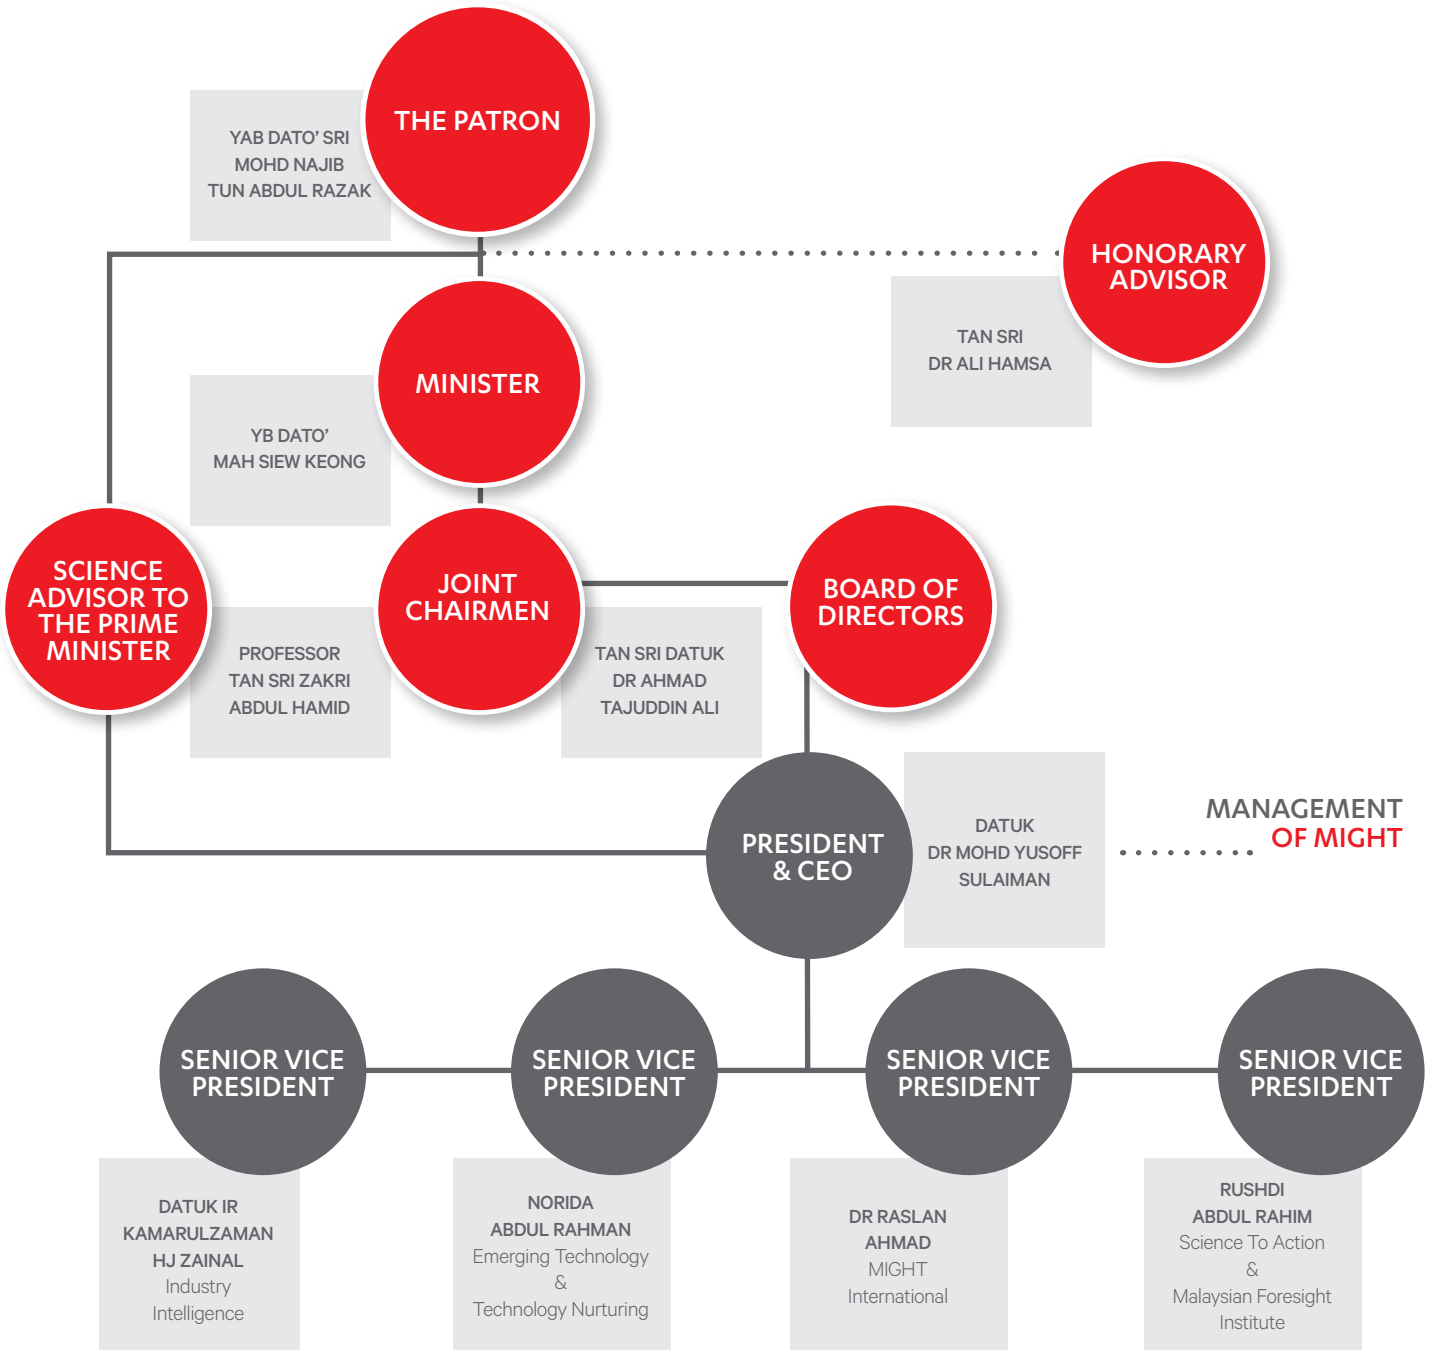 THE PATRON
YAB DATO’ SRI
MOHD NAJIB
TUN ABDUL RAZAK
HONORARY
ADVISOR
TAN SRI
DR ALI HAMSA
MINISTER
YB DATO’
MAH SIEW KEONG
SCIENCE
ADVISOR TO
THE PRIME
MINISTER
PROFESSOR
TAN SRI ZAKRI
ABDUL HAMID
JOINT
CHAIRMEN
TAN SRI DATUK
DR AHMAD
TAJUDDIN ALI
BOARD OF
DIRECTORS
PRESIDENT
& CEO
DATUK
DR MOHD YUSOFF
SULAIMAN
MANAGEMENT
OF MIGHT
SENIOR VICE
PRESIDENT
DATUK IR
KAMARULZAMAN
HJ ZAINAL
Industry
Intelligence
SENIOR VICE
PRESIDENT
NORIDA
ABDUL RAHMAN
Emerging Technology
&
Technology Nurturing
SENIOR VICE
PRESIDENT
DR RASLAN
AHMAD
MIGHT
International
SENIOR VICE
PRESIDENT
RUSHDI
ABDUL RAHIM
Science To Action
&
Malaysian Foresight
Institute